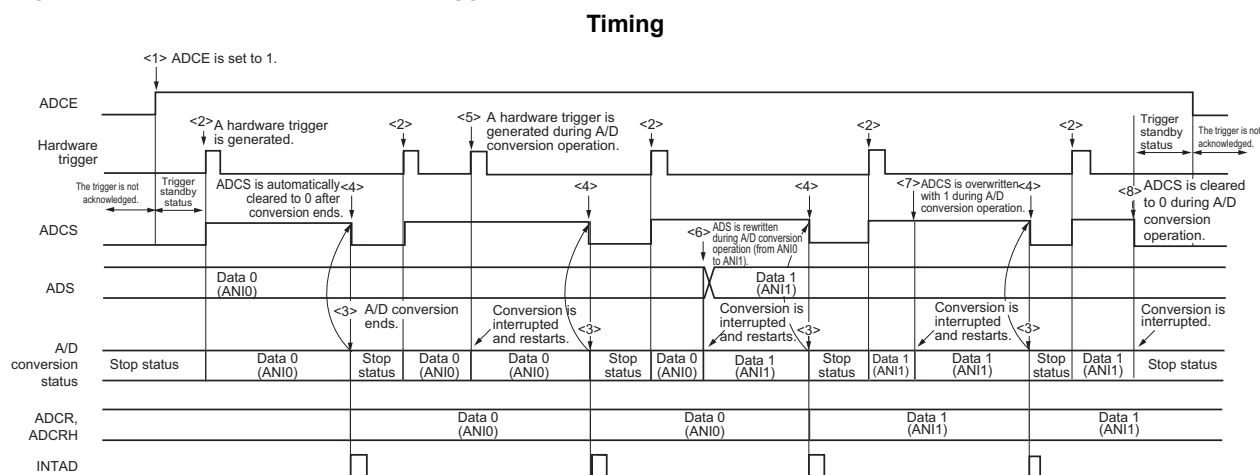 Timing
<1> ADCE is set to 1.
ADCE
<2> A hardware trigger
is generated.
<2>
<5> A hardware trigger is
generated during A/D
conversion operation.
<2>
<2>
<2>
Trigger
standby
status
The trigger is not
acknowledged.
Hardware
trigger
The trigger is not
acknowledged.
Trigger
standby
status
ADCS is automatically
cleared to 0 after
conversion ends.
<4>
<4>
<4>
<7> ADCS is overwritten
with 1 during A/D
conversion operation.
<4>
<8> ADCS is cleared
to 0 during A/D
conversion
operation.
ADCS
<6> ADS is rewritten
during A/D conversion
operation (from ANI0
to ANI1).
ADS
Data 0
(ANI0)
Data 1
(ANI1)
<3> A/D conversion
ends.
Conversion is
interrupted
and restarts.
<3>
Conversion is
interrupted
and restarts.
<3>
Conversion is
interrupted
and restarts.
<3>
Conversion is
interrupted.
A/D
conversion
status
Stop status
Data 0
(ANI0)
Stop
status
Data 0
(ANI0)
Data 0
(ANI0)
Stop
status
Data 0
(ANI0)
Data 1
(ANI1)
Stop
status
Data 1
(ANI1)
Data 1
(ANI1)
Stop
status
Data 1
(ANI1)
Stop status
ADCR,
ADCRH
Data 0
(ANI0)
Data 0
(ANI0)
Data 1
(ANI1)
Data 1
(ANI1)
INTAD